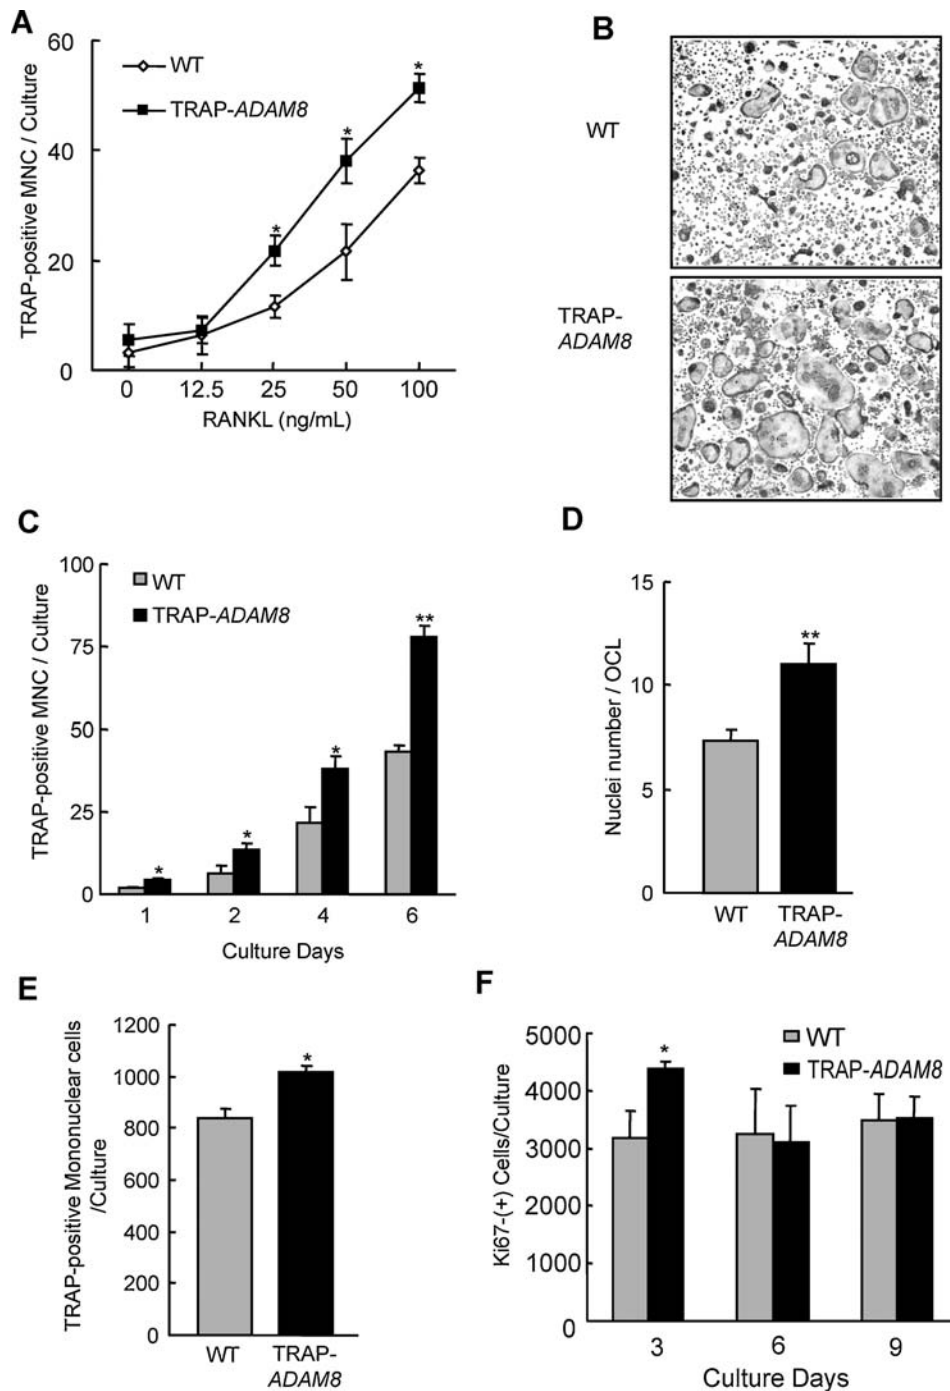 A
60
40
20
0
TRAP-positive MNC / Culture
WT
TRAP-ADAM8
*
*
*
0 12.5 25 50 100
RANKL (ng/mL)
B
WT
TRAP-
ADAM8
C
100
75
50
25
0
TRAP-positive MNC / Culture
WT
TRAP-ADAM8
*
*
*
**
1 2 4 6
Culture Days
D
15
10
5
0
Nuclei number / OCL
**
WT
TRAP-
ADAM8
E
1200
1000
800
600
400
200
0
TRAP-positive Mononuclear cells
/Culture
*
WT
TRAP-
ADAM8
F
5000
4000
3000
2000
1000
0
Ki67-(+) Cells/Culture
WT
TRAP-ADAM8
*
3 6 9
Culture Days